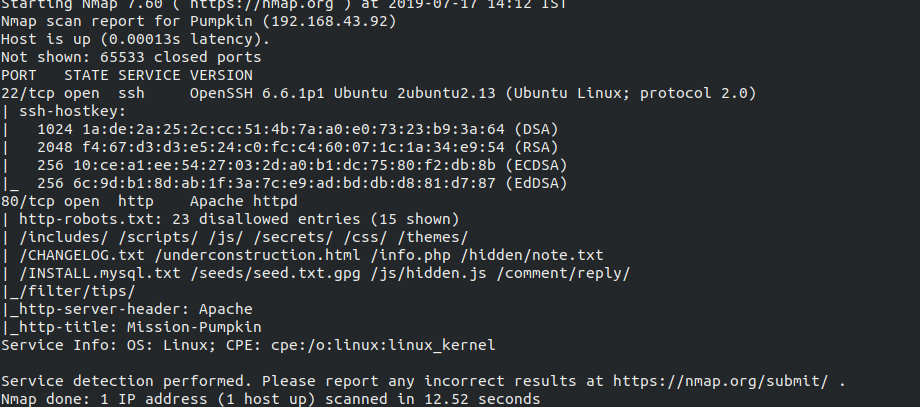 Starting Nmap 7.60 ( https://nmap.org ) at 2019-07-17 14:12 IST
Nmap scan report for Pumpkin (192.168.43.92)
Host is up (0.00013s latency).
Not shown: 65533 closed ports
PORT   STATE SERVICE VERSION
22/tcp open  ssh     OpenSSH 6.6.1p1 Ubuntu 2ubuntu2.13 (Ubuntu Linux; protocol 2.0)
| ssh-hostkey:
|   1024 1a:de:2a:25:2c:cc:51:4b:7a:a0:e0:73:23:b9:3a:64 (DSA)
|   2048 f4:67:d3:d3:e5:24:c0:fc:c4:60:07:1c:1a:34:e9:54 (RSA)
|   256 10:ce:a1:ee:54:27:03:2d:a0:b1:dc:75:80:f2:db:8b (ECDSA)
|_  256 6c:9d:b1:8d:ab:1f:3a:7c:e9:ad:bd:db:d8:81:d7:87 (EdDSA)
80/tcp open  http    Apache httpd
| http-robots.txt: 23 disallowed entries (15 shown)
| /includes/ /scripts/ /js/ /secrets/ /css/ /themes/
| /CHANGELOG.txt /underconstruction.html /info.php /hidden/note.txt
| /INSTALL.mysql.txt /seeds/seed.txt.gpg /js/hidden.js /comment/reply/
|_/filter/tips/
|_http-server-header: Apache
|_http-title: Mission-Pumpkin
Service Info: OS: Linux; CPE: cpe:/o:linux:linux_kernel
Service detection performed. Please report any incorrect results at https://nmap.org/submit/ .
Nmap done: 1 IP address (1 host up) scanned in 12.52 seconds